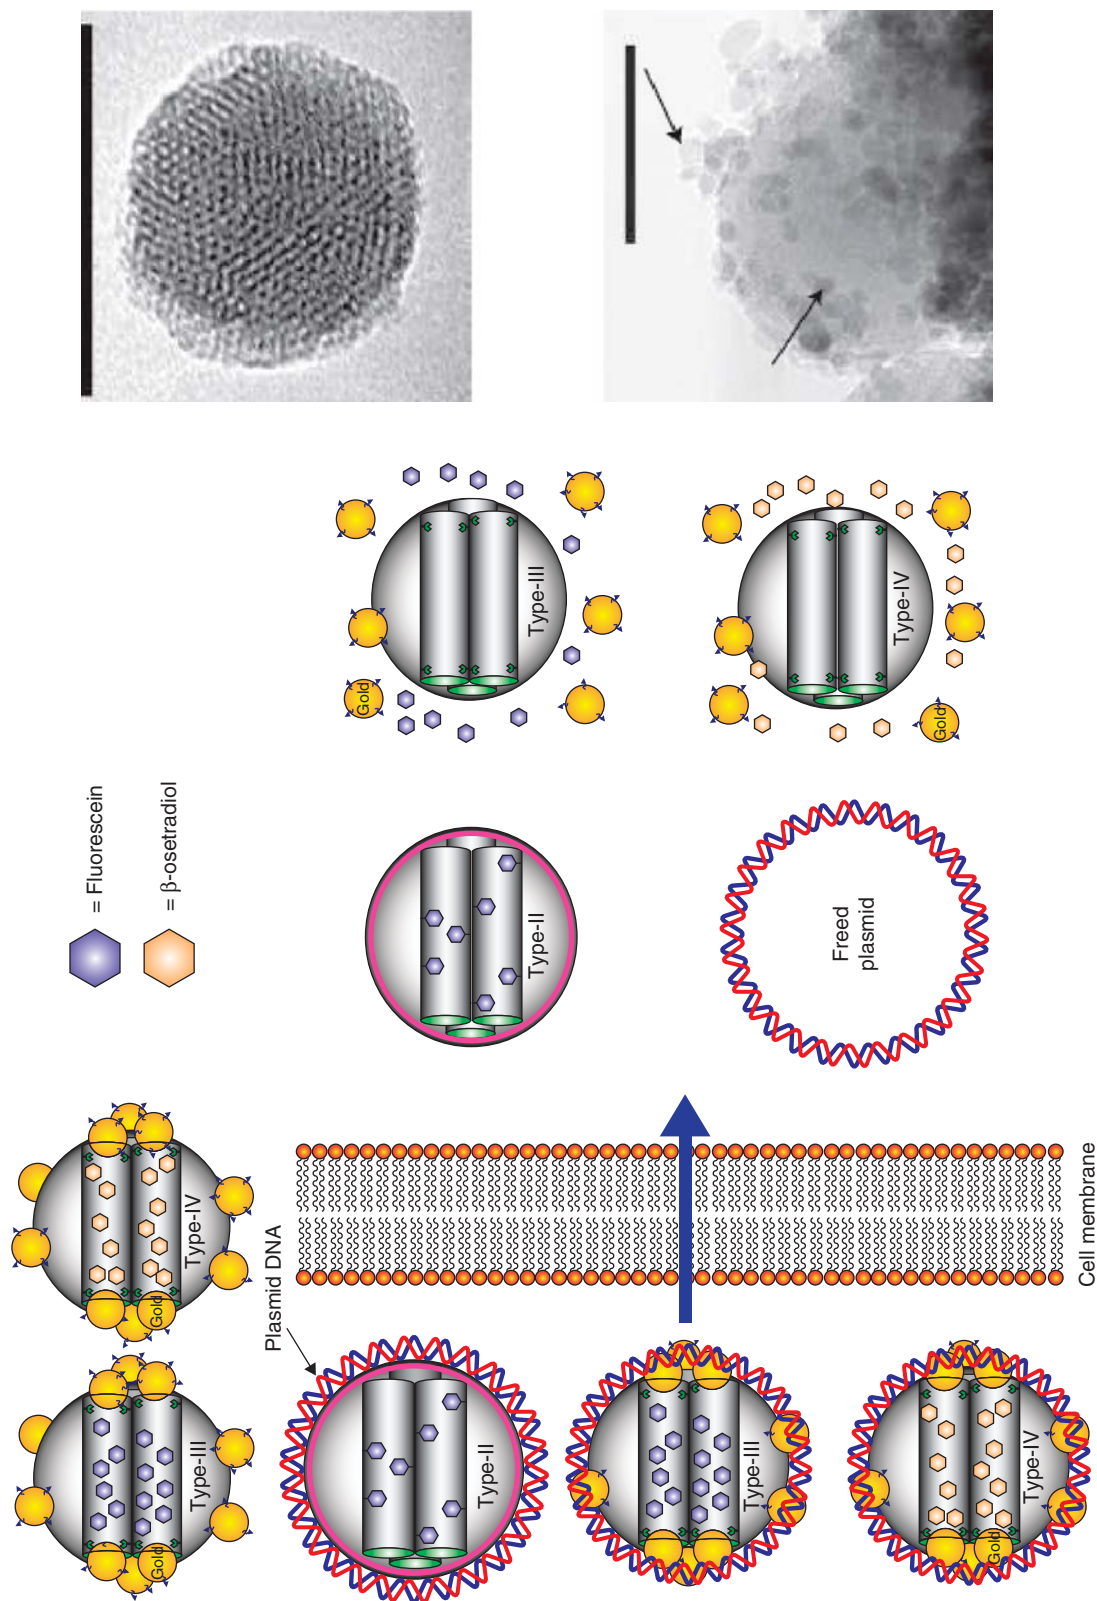 Type-III
Gold
Type-IV
Gold
= Fluorescein
= β-osetradiol
Type-II
Freed
plasmid
Type-IV
Gold
Plasmid DNA
Cell membrane
Type-III
Gold
Type-II
Type-III
Type-IV
Gold